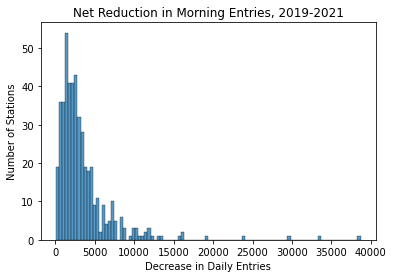 Net Reduction in Morning Entries, 2019-2021
Number of Stations
50
40
30
20
10
0
0 5000 10000 15000 20000 25000 30000 35000 40000
Decrease in Daily Entries